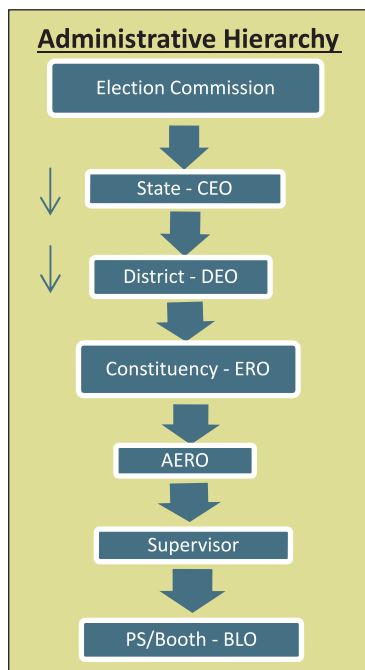 Administrative Hierarchy
Election Commission
State - CEO
District - DEO
Constituency - ERO
AERO
Supervisor
PS/Booth - BLO